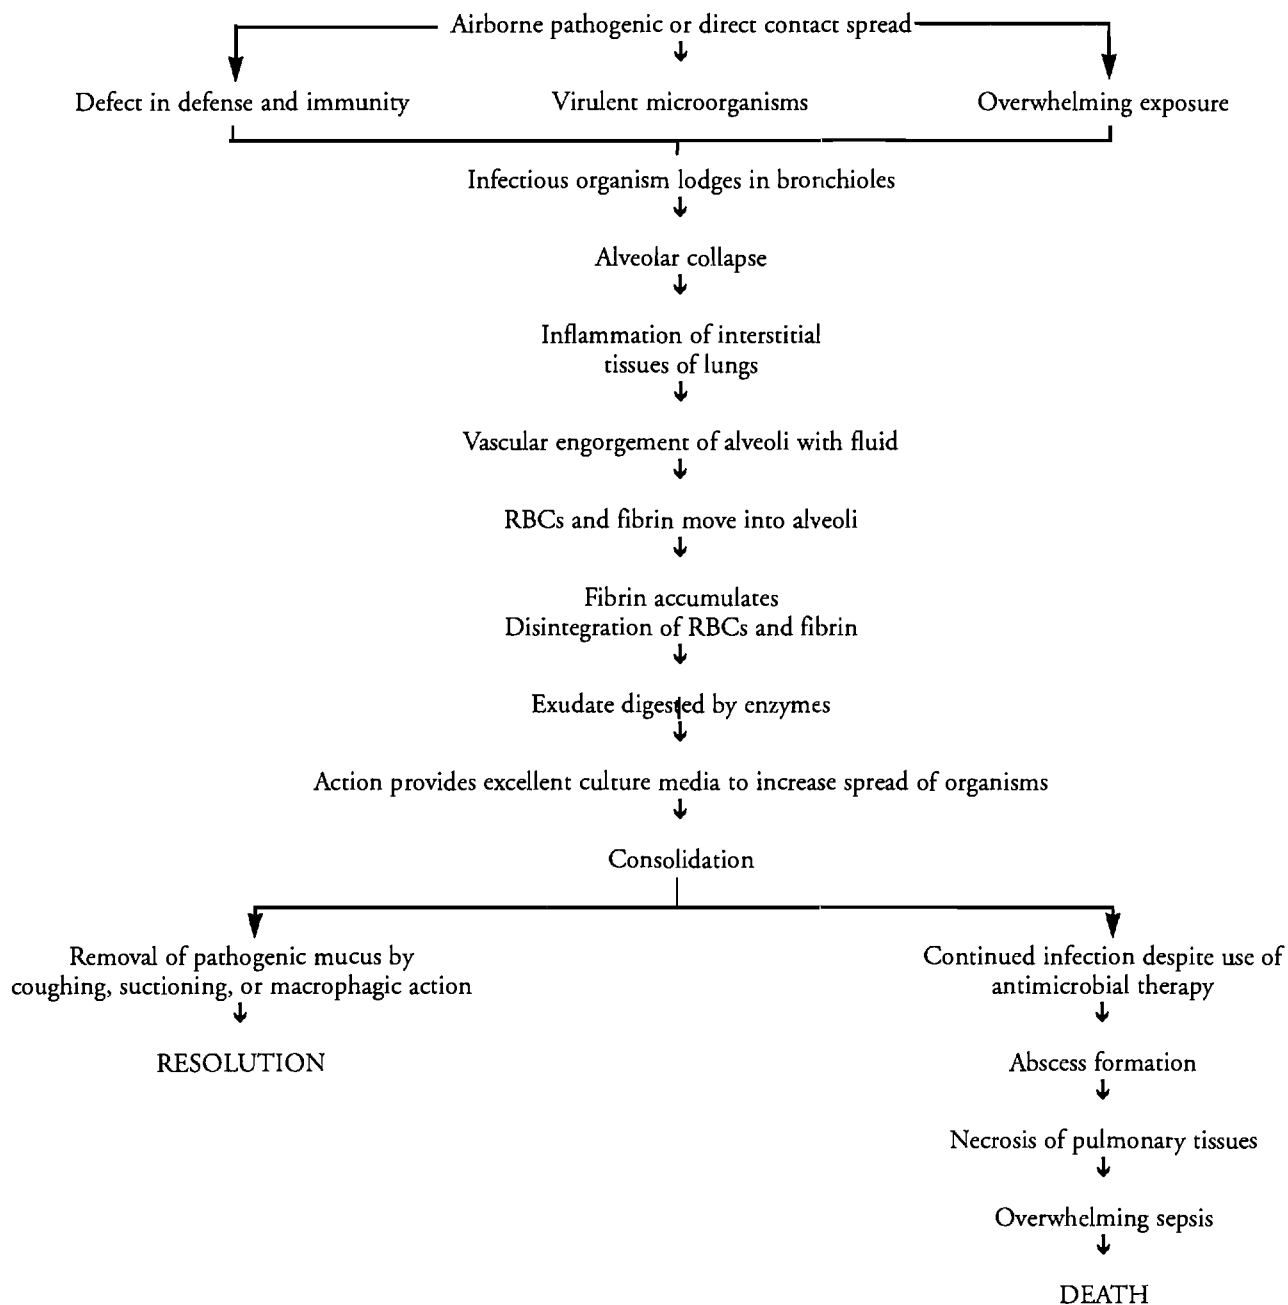 Airborne pathogenic or direct contact spread
Defect in defense and immunity
Virulent microorganisms
Overwhelming exposure
Infectious organism lodges in bronchioles
Alveolar collapse
Inflammation of interstitial
tissues of lungs
Vascular engorgement of alveoli with fluid
RBCs and fibrin move into alveoli
Fibrin accumulates
Disintegration of RBCs and fibrin
Exudate digested by enzymes
Action provides excellent culture media to increase spread of organisms
Consolidation
Removal of pathogenic mucus by
coughing, suctioning, or macrophagic action
RESOLUTION
Continued infection despite use of
antimicrobial therapy
Abscess formation
Necrosis of pulmonary tissues
Overwhelming sepsis
DEATH